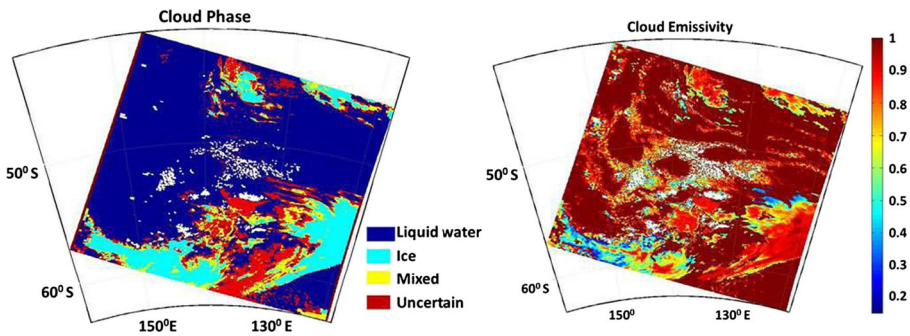 Cloud Phase
50⁰ S
60⁰ S
150⁰E
130⁰ E
Liquid water
Ice
Mixed
Uncertain
Cloud Emissivity
50⁰ S
60⁰ S
150⁰
130⁰ E
1
0.9
0.8
0.7
0.6
0.5
0.4
0.3
0.2